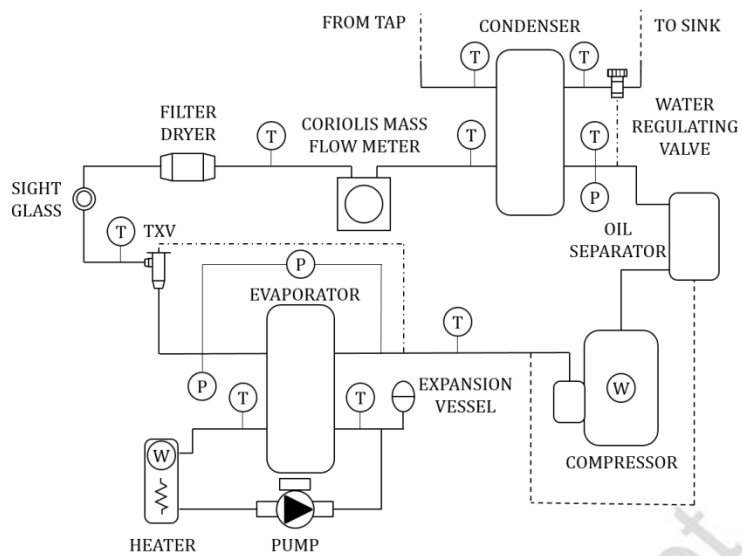 FROM TAP
CONDENSER
TO SINK
T
T
FILTER
DRYER
CORIOLIS MASS
FLOW METER
WATER
REGULATING
VALVE
T
T
T
P
SIGHT
GLASS
T
TXV
OIL
SEPARATOR
P
EVAPORATOR
T
P
EXPANSION
VESSEL
T
T
W
W
COMPRESSOR
HEATER
PUMP